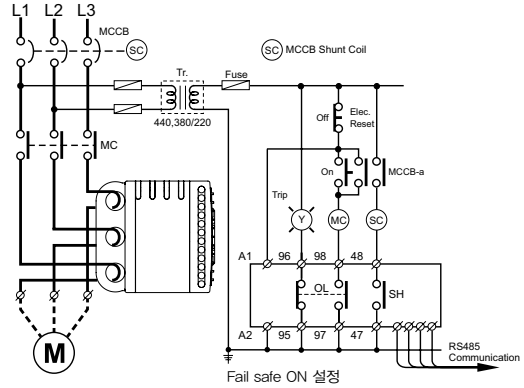 L1 L2 L3
MCCB
SC
SC MCCB Shunt Coil
Tr.
Fuse
440,380/220
Off
Elec.
Reset
MC
On
MCCB-a
Trip
Y
MC
SC
A1 96 98 48
OL
SH
A2 95 97 47
M
RS485
Communication
Fail safe ON 설정